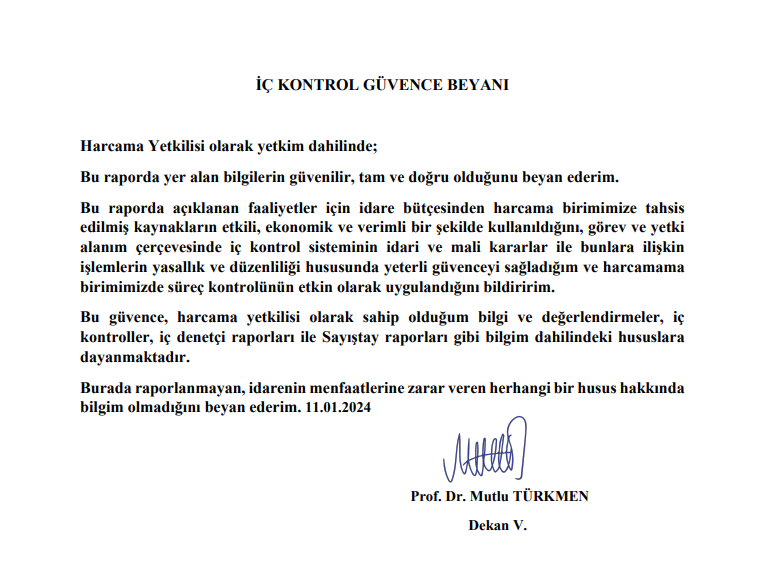 İÇ KONTROL GÜVENCE BEYANI
Harcama Yetkilisi olarak yetkim dahilinde;
Bu raporda yer alan bilgilerin güvenilir, tam ve doğru olduğunu beyan ederim.
Bu raporda açıklanan faaliyetler için idare bütçesinden harcama birimimize tahsis
edilmiş kaynakların etkili, ekonomik ve verimli bir şekilde kullanıldığını, görev ve yetki
alanım çerçevesinde iç kontrol sisteminin idari ve mali kararlar ile bunlara ilişkin
işlemlerin yasallık ve düzenliliği hususunda yeterli güvenceyi sağladığım ve harcamama
birimimizde süreç kontrolünün etkin olarak uygulandığını bildiririm.
Bu güvence, harcama yetkilisi olarak sahip olduğum bilgi ve değerlendirmeler, iç
kontroller, iç denetçi raporları ile Sayıştay raporları gibi bilgim dahilindeki hususlara
dayanmaktadır.
Burada raporlanmayan, idarenin menfaatlerine zarar veren herhangi bir husus hakkında
bilgim olmadığını beyan ederim. 11.01.2024
Prof. Dr. Mutlu TÜRKMEN
Dekan V.